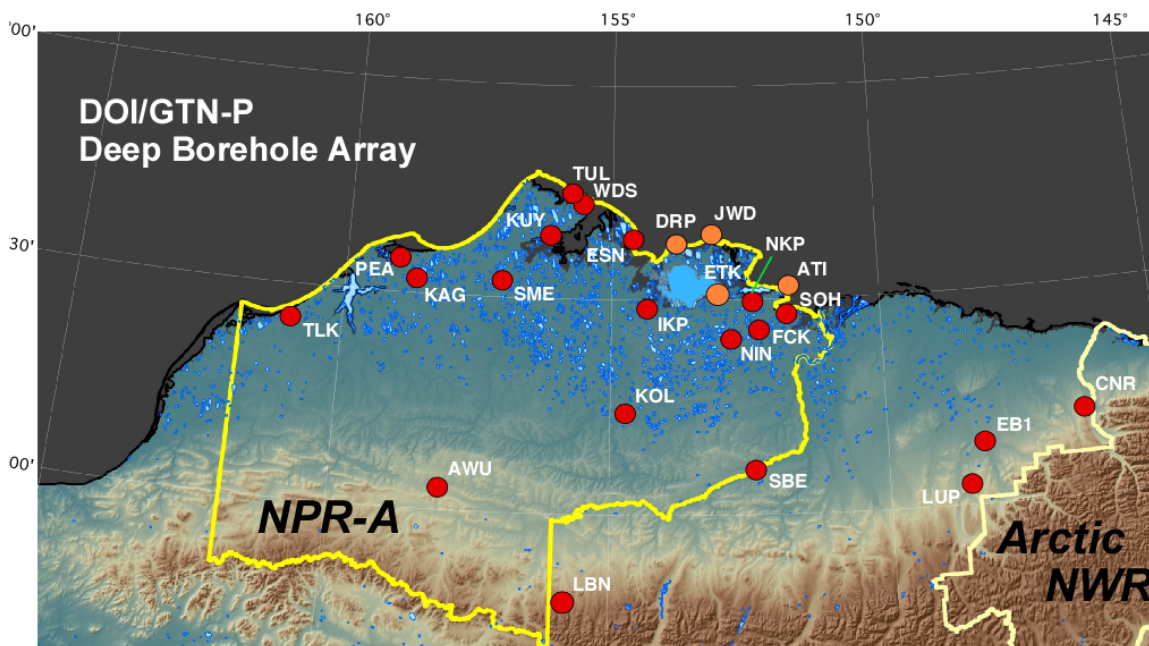 160°
155°
150°
145°
00'
DOI/GTN-P
Deep Borehole Array
TUL
WDS
KUY
DRP
JWD
30'
ESN
NKP
PEA
ETK
ATI
KAG
SME
SOH
TLK
IKP
FCK
NIN
CNR
KOL
EB1
00'
AWU
SBE
LUP
NPR-A
Arctic
NWR
LBN